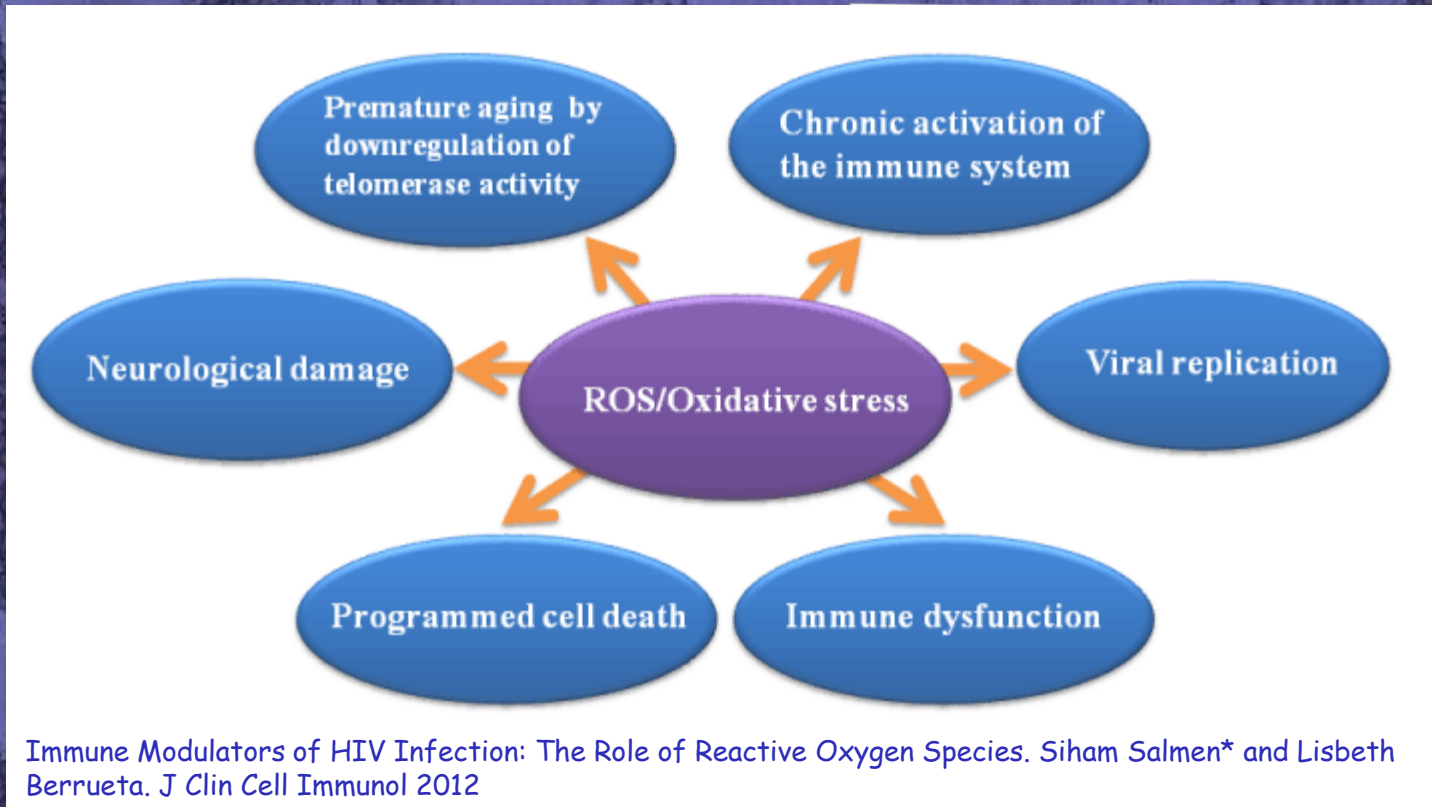 Premature aging by
downregulation of
telomerase activity
Chronic activation of
the immune system
Neurological damage
ROS/Oxidative stress
Viral replication
Programmed cell death
Immune dysfunction
Immune Modulators of HIV Infection: The Role of Reactive Oxygen Species. Siham Salmen* and Lisbeth
Berrueta. J Clin Cell Immunol 2012